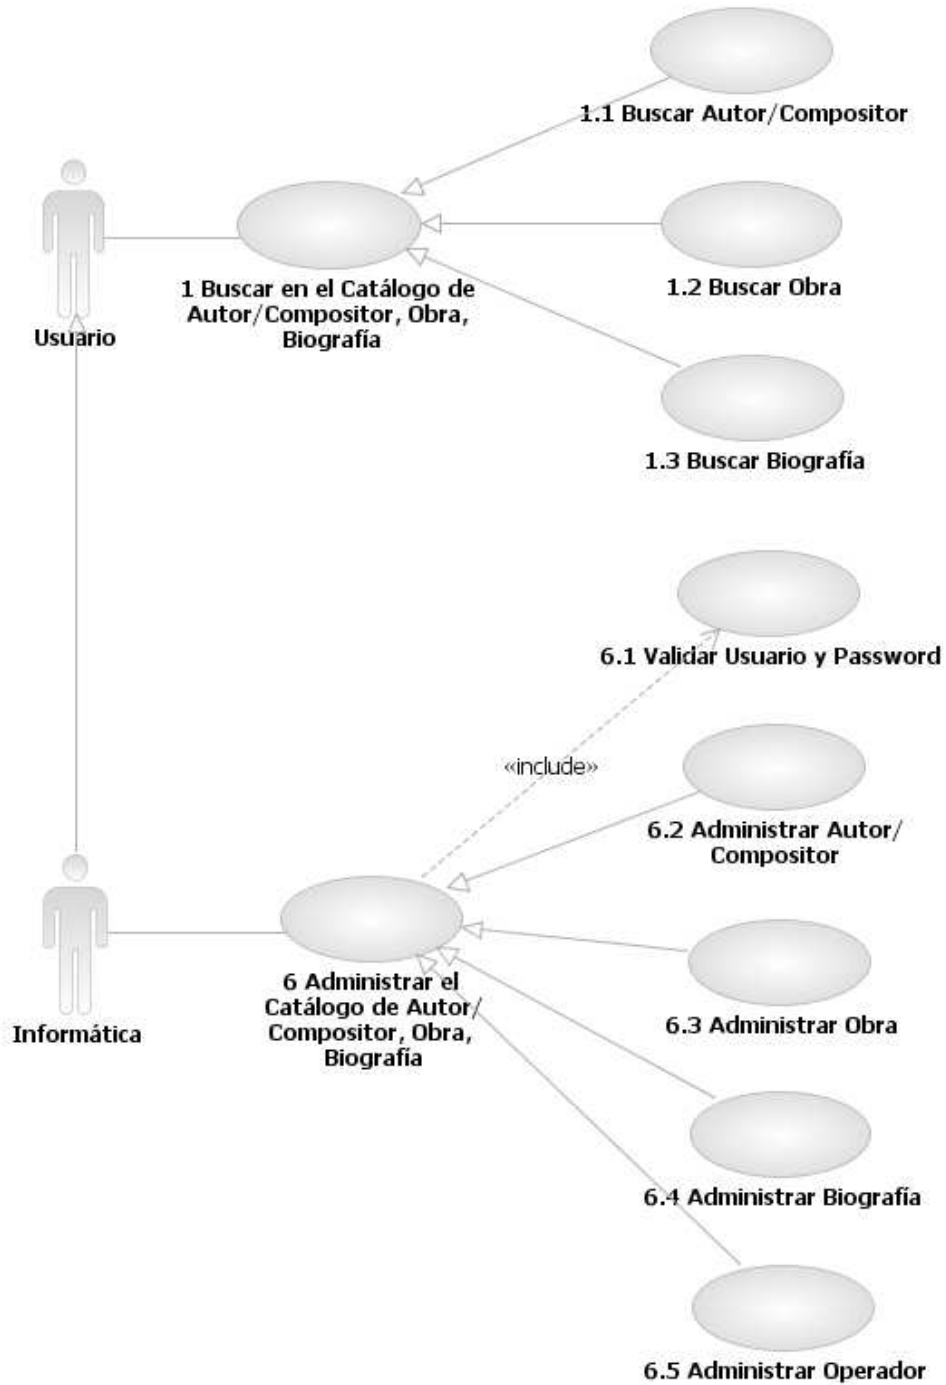 1.1 Buscar Autor/Compositor
1 Buscar en el Catálogo de
Autor/Compositor, Obra,
Biografía
1.2 Buscar Obra
Usuario
1.3 Buscar Biografía
6.1 Validar Usuario y Password
«include»
6.2 Administrar Autor/
Compositor
6 Administrar el
Catálogo de Autor/
Compositor, Obra,
Biografía
Informática
6.3 Administrar Obra
6.4 Administrar Biografía
6.5 Administrar Operador